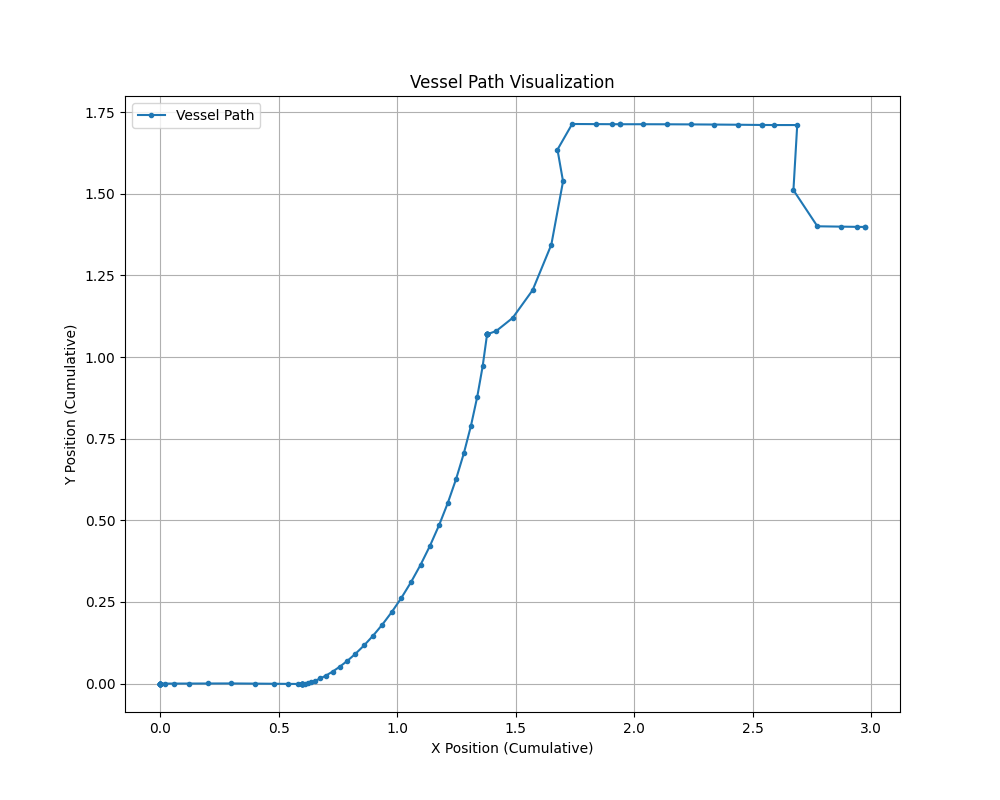 Vessel Path Visualization
Vessel Path
1.75
1.50
1.25
1.00
0.75
0.50
0.25
0.00
Y Position (Cumulative)
0.0 0.5 1.0 1.5 2.0 2.5 3.0
X Position (Cumulative)